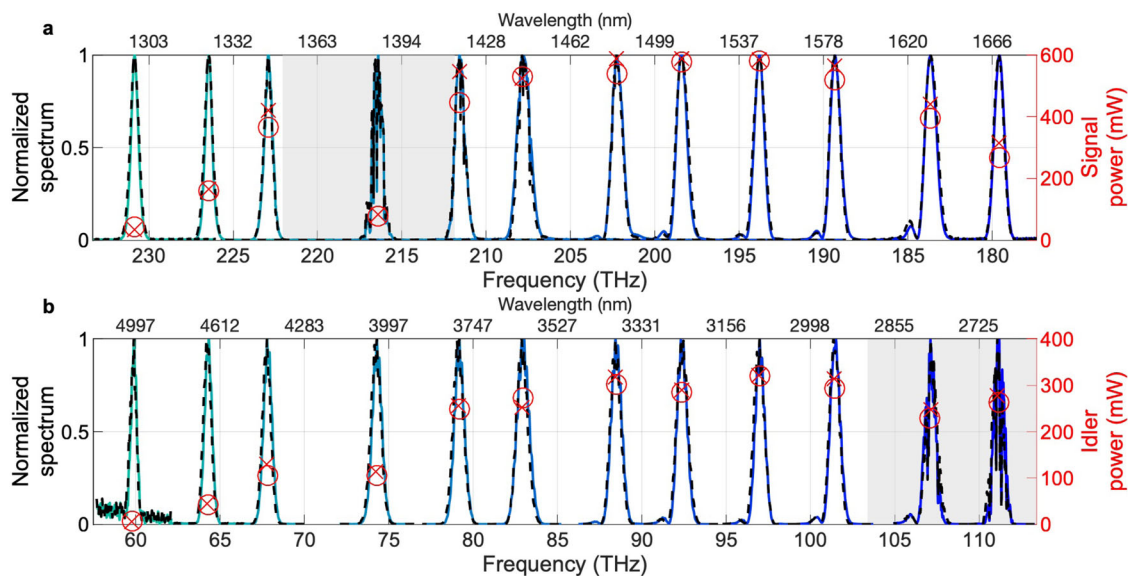 a
Wavelength (nm)
1303 1332 1363 1394 1428 1462 1499 1537 1578 1620 1666
1 600
400
0.5
200
0 0
Normalized
spectrum
Signal
power (mW)
230 225 220 215 210 205 200 195 190 185 180
Frequency (THz)
b
Wavelength (nm)
4997 4612 4283 3997 3747 3527 3331 3156 2998 2855 2725
1 400
300
0.5 200
100
0 0
Normalized
spectrum
Idler
power (mW)
60 65 70 75 80 85 90 95 100 105 110
Frequency (THz)